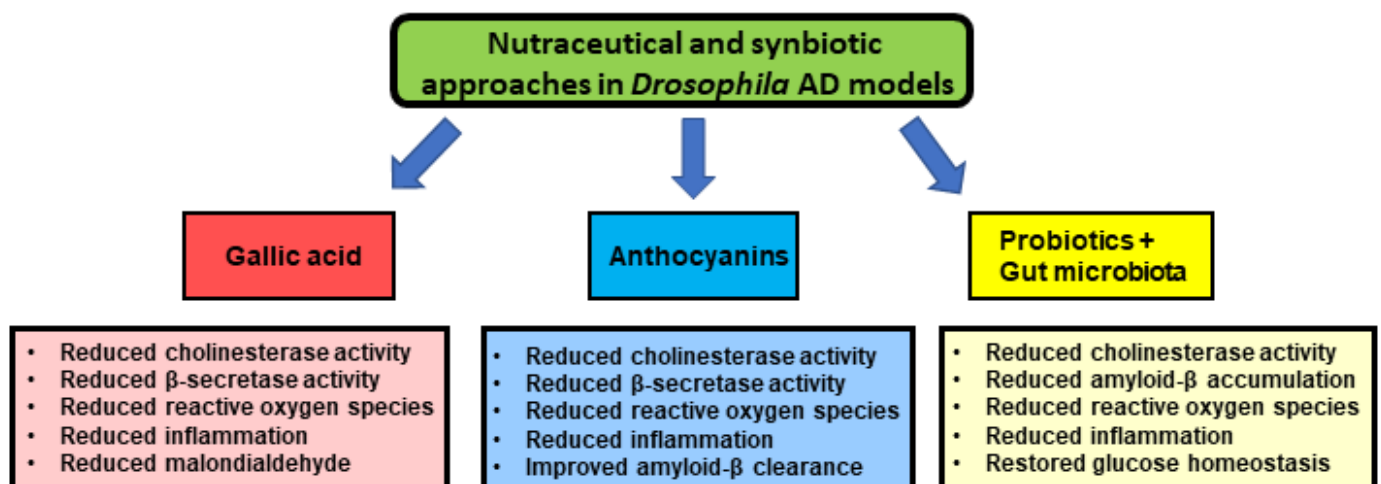 Nutraceutical and synbiotic
approaches in Drosophila AD models
Gallic acid
Anthocyanins
Probiotics +
Gut microbiota
• Reduced cholinesterase activity
• Reduced β-secretase activity
• Reduced reactive oxygen species
• Reduced inflammation
• Reduced malondialdehyde
• Reduced cholinesterase activity
• Reduced β-secretase activity
• Reduced reactive oxygen species
• Reduced inflammation
• Improved amyloid-β clearance
• Reduced cholinesterase activity
• Reduced amyloid-β accumulation
• Reduced reactive oxygen species
• Reduced inflammation
• Restored glucose homeostasis